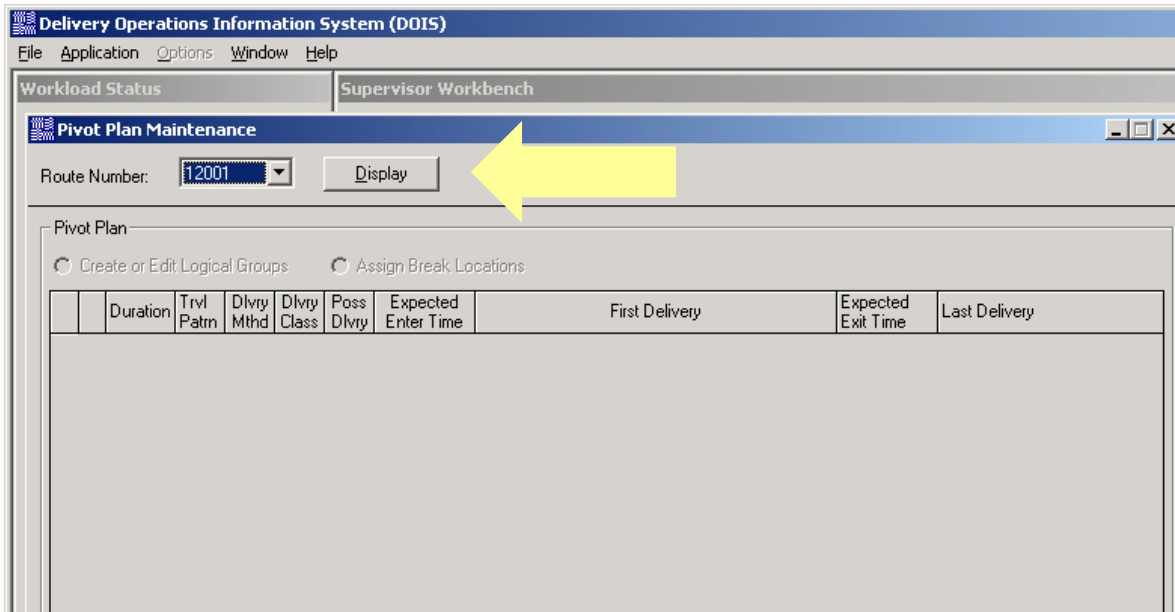 Delivery Operations Information System (DOIS)
File Application Options Window Help
Workload Status Supervisor Workbench
Pivot Plan Maintenance
Route Number: 12001 Display
Pivot Plan
Create or Edit Logical Groups Assign Break Locations
Duration Trvl Patrn Dlvry Mthd Dlvry Class Poss Dlvry Expected Enter Time First Delivery Expected Exit Time Last Delivery